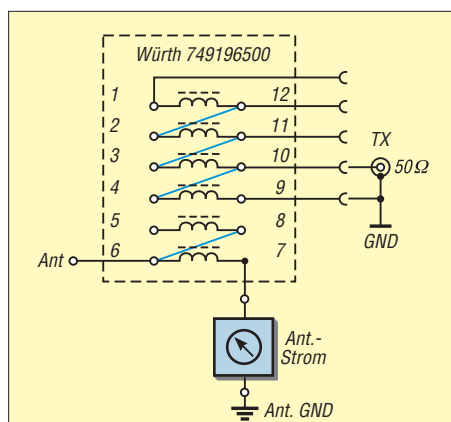 Würth 749196500
1 12
2 11
3 10 TX
50Ω
4 9
5 8 GND
Ant 6 7
Ant.-
Strom
Ant. GND